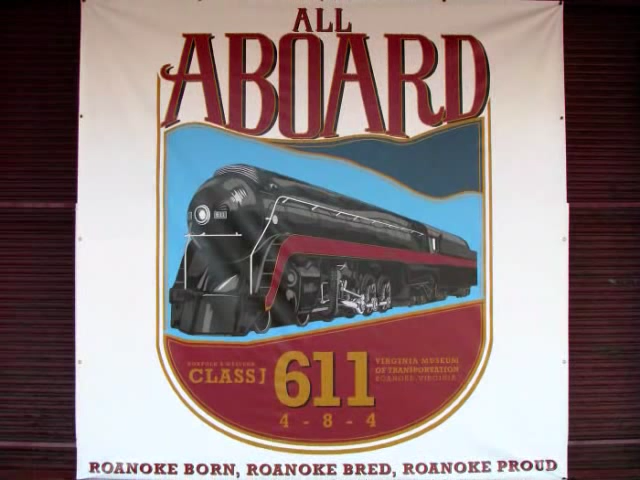 ALL
ABOARD
611
NORFOLK & WESTERN
CLASS J
611
VIRGINIA MUSEUM
OF TRANSPORTATION
ROANOKE, VIRGINIA
4 - 8 - 4
ROANOKE BORN, ROANOKE BRED, ROANOKE PROUD